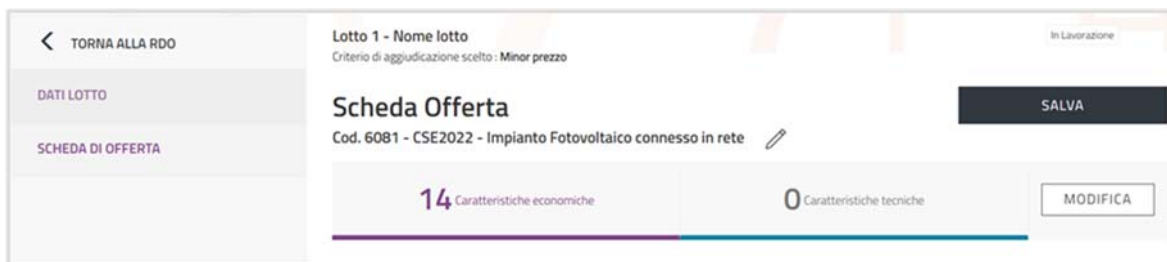 TORNA ALLA RDO
DATI LOTTO
SCHEDA DI OFFERTA
Lotto 1 - Nome lotto
Criterio di aggiudicazione scelto : Minor prezzo
In Lavorazione
Scheda Offerta
SALVA
Cod. 6081 - CSE2022 - Impianto Fotovoltaico connesso in rete
14 Caratteristiche economiche
0 Caratteristiche tecniche
MODIFICA